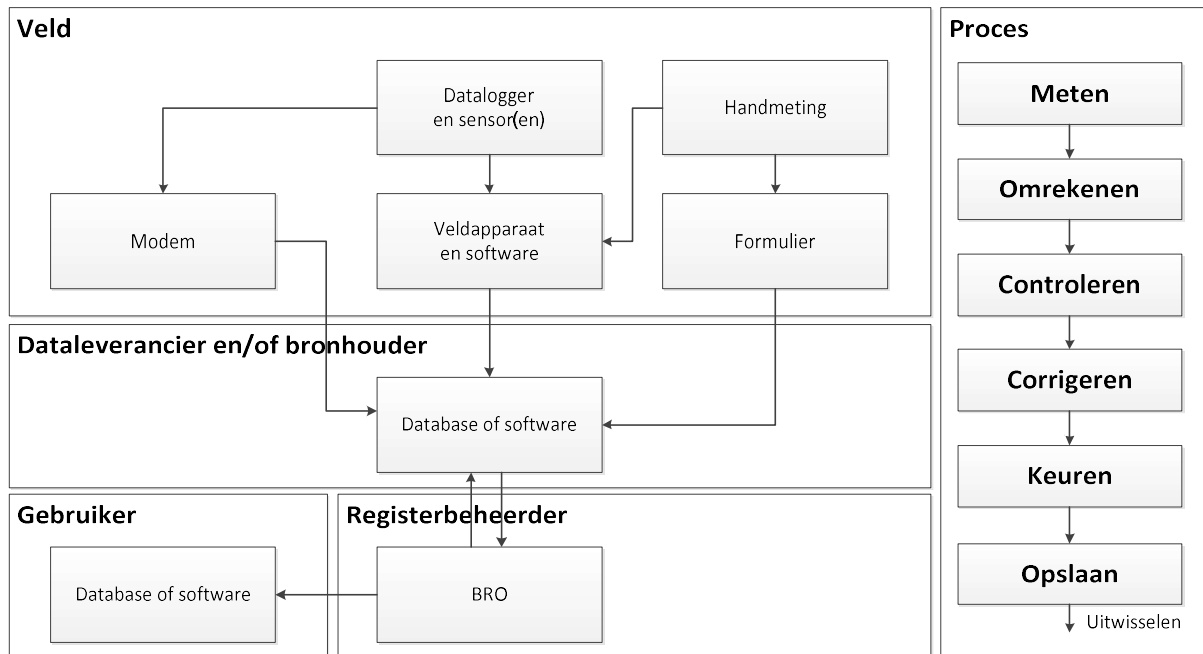 Veld
Datalogger
en sensor(en)
Handmeting
Modem
Veldapparaat
en software
Formulier
Dataleverancier en/of bronhouder
Database of software
Gebruiker
Database of software
Registerbeheerder
BRO
Proces
Meten
Omrekenen
Controleren
Corrigeren
Keuren
Opslaan
Uitwisselen